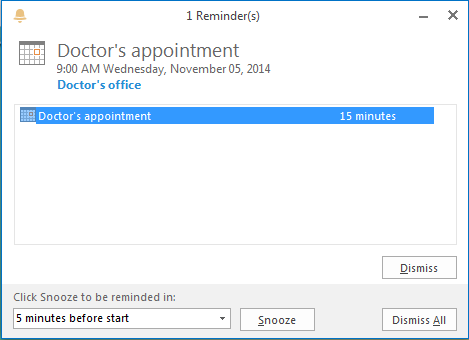 1 Reminder(s)
Doctor's appointment
9:00 AM Wednesday, November 05, 2014
Doctor's office
Doctor's appointment 15 minutes
Dismiss
Click Snooze to be reminded in:
5 minutes before start Snooze Dismiss All